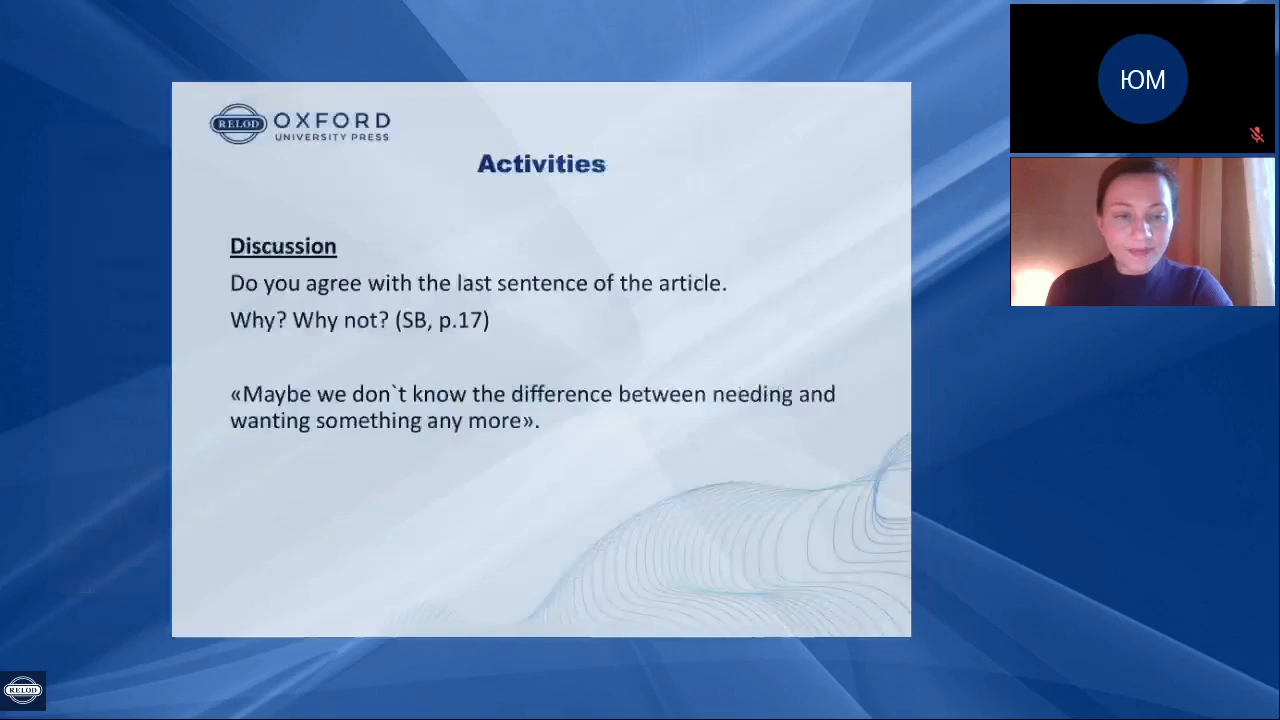 RELOD
OXFORD
UNIVERSITY PRESS
Activities
Discussion
Do you agree with the last sentence of the article.
Why? Why not? (SB, p.17)
«Maybe we don`t know the difference between needing and
wanting something any more».
ЮМ
RELOD